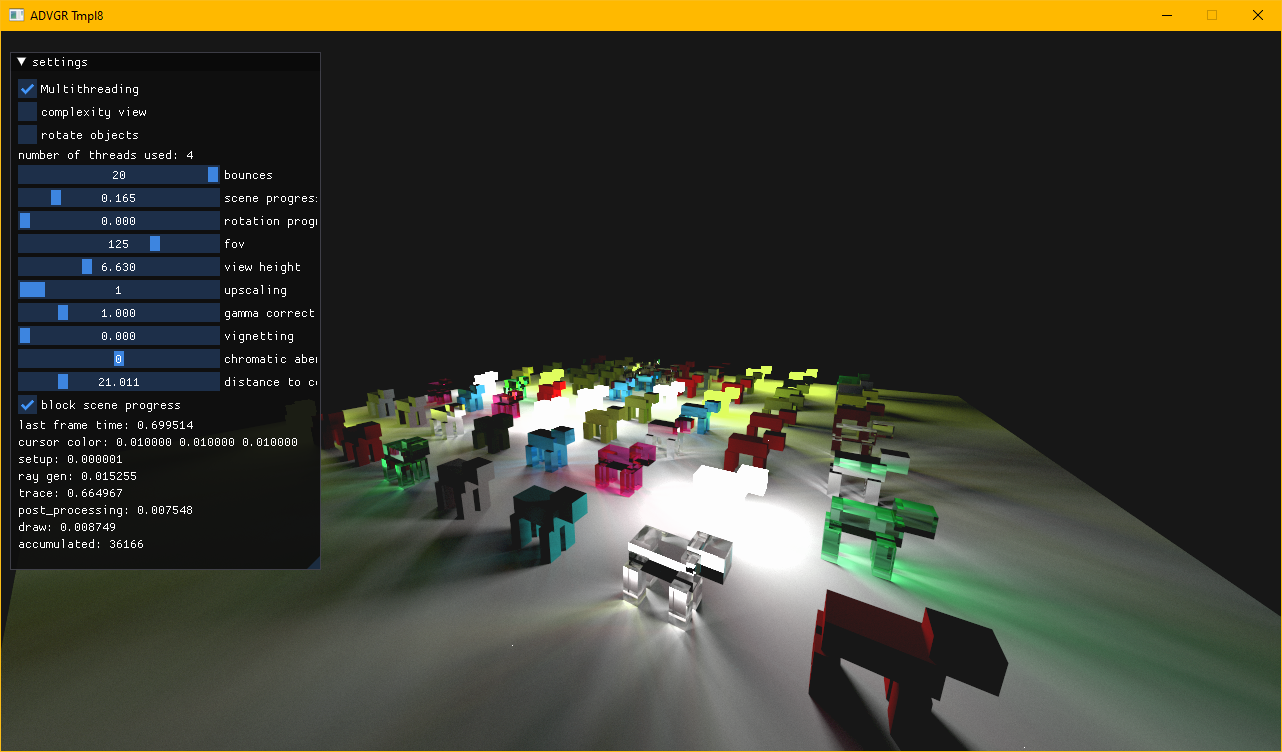 ADVGR Tmpl8
settings
Multithreading
complexity view
rotate objects
number of threads used: 4
20 bounces
0.165 scene progres
0.000 rotation prog
125 fov
6.630 view height
1 upscaling
1.000 gamma correct
0.000 vignetting
0 chromatic abe
21.011 distance to c
block scene progress
last frame time: 0.699514
cursor color: 0.010000 0.010000 0.010000
setup: 0.000001
ray gen: 0.015255
trace: 0.664967
post_processing: 0.007548
draw: 0.008749
accumulated: 36166